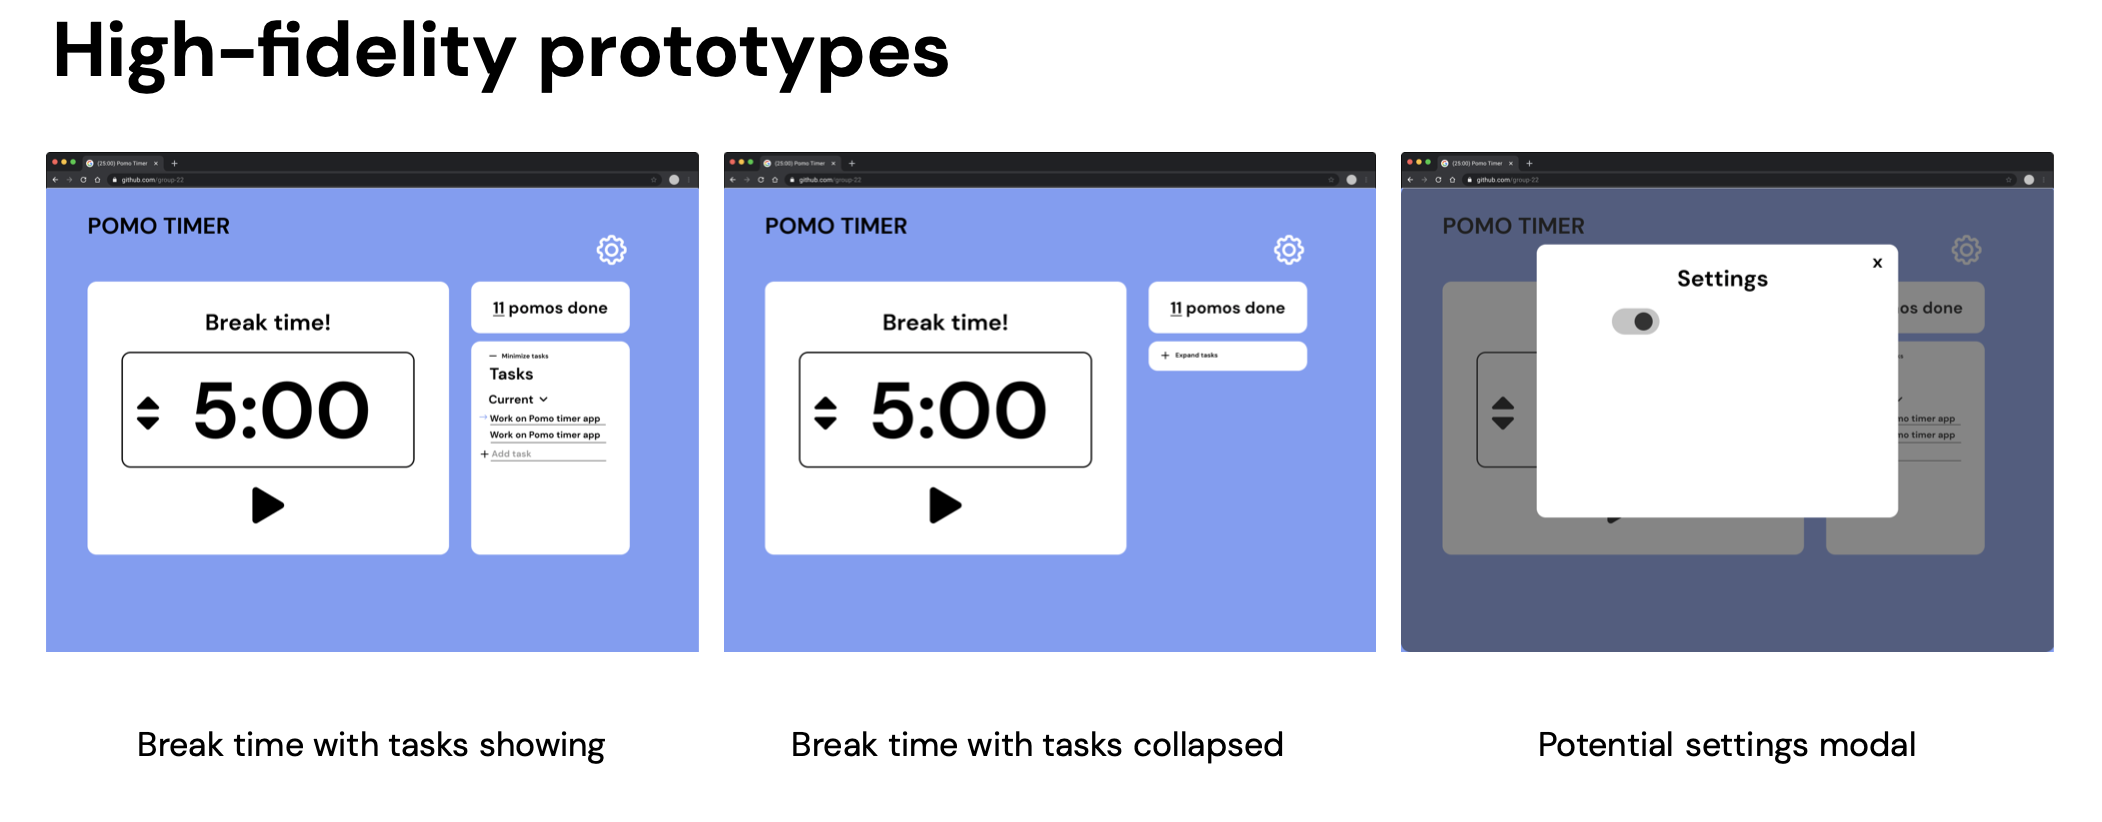 High-fidelity prototypes
(25:00) Pomo Timer
github.com/group-22
POMO TIMER
Break time!
5:00
11 pomos done
Minimize tasks
Tasks
Current
Work on Pomo timer app
Work on Pomo timer app
Add task
(25:00) Pomo Timer
github.com/group-22
POMO TIMER
Break time!
5:00
11 pomos done
Expand tasks
(25:00) Pomo Timer
github.com/group-22
POMO TIMER
Settings
X
os done
mo timer app
mo timer app
Break time with tasks showing
Break time with tasks collapsed
Potential settings modal